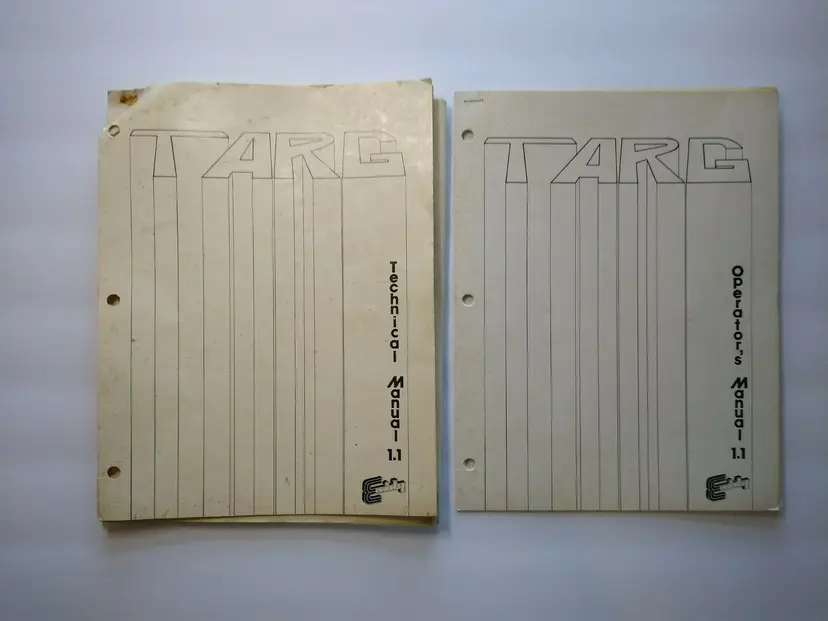 TARG
Technical Manual 1.1
TARG
Operator's Manual 1.1